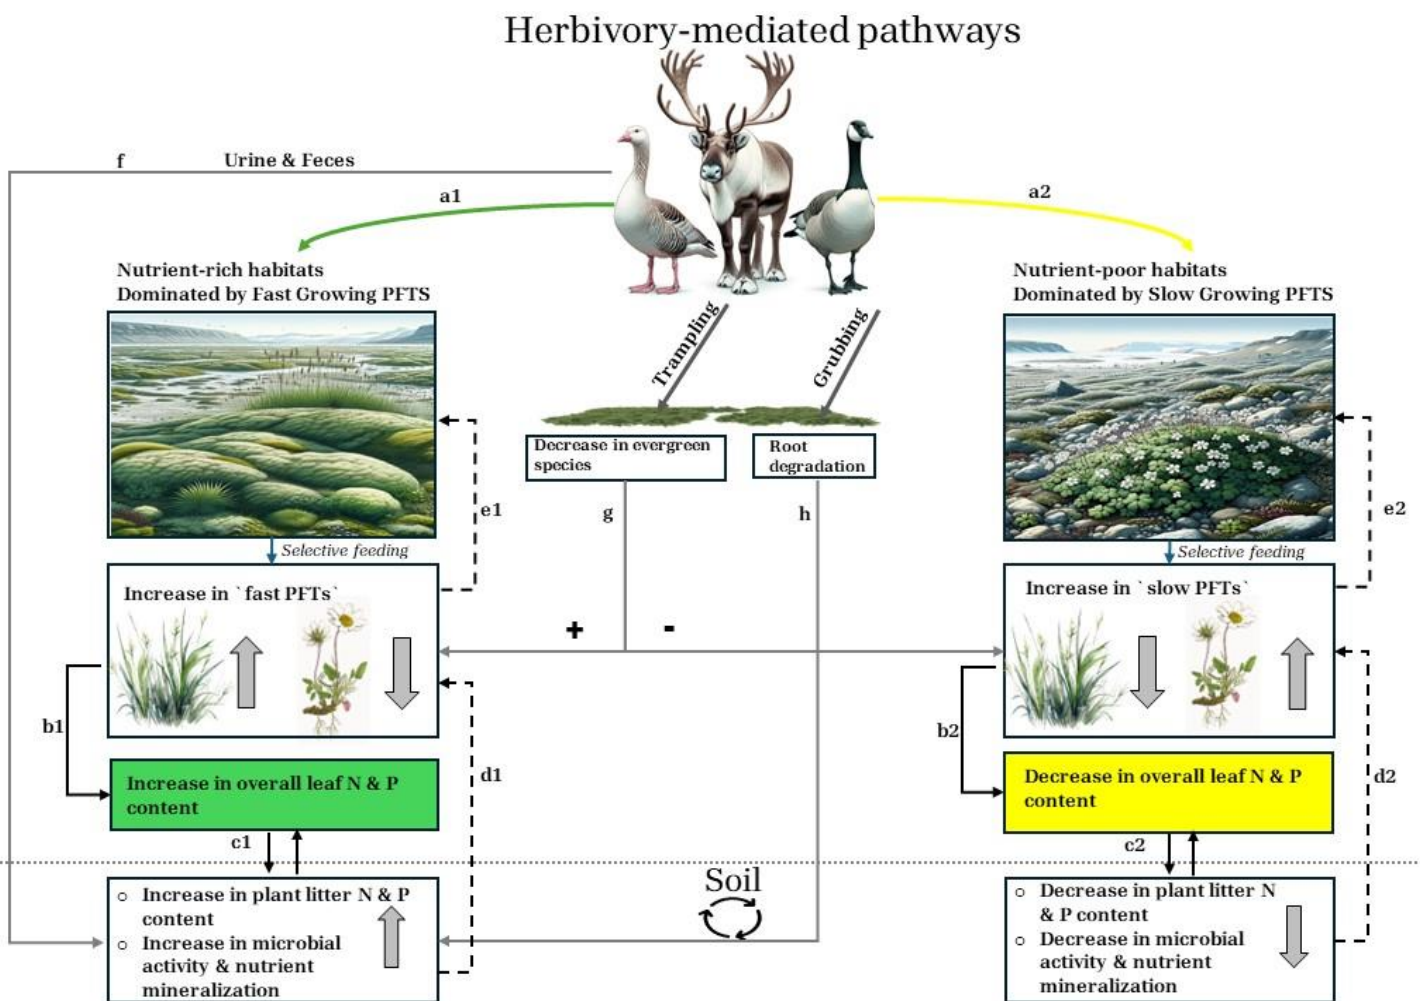 Herbivory-mediated pathways
f
Urine & Feces
a1
a2
Nutrient-rich habitats
Dominated by Fast Growing PFTS
Nutrient-poor habitats
Dominated by Slow Growing PFTS
Trampling
Grubbing
Decrease in evergreen
species
Root
degradation
e1
g
h
e2
Selective feeding
Selective feeding
Increase in `fast PFTs`
Increase in `slow PFTs`
+
-
b1
b2
d1
d2
Increase in overall leaf N & P
content
Decrease in overall leaf N & P
content
c1
c2
Soil
o Increase in plant litter N & P
content
o Increase in microbial
activity & nutrient
mineralization
o Decrease in plant litter N
& P content
o Decrease in microbial
activity & nutrient
mineralization